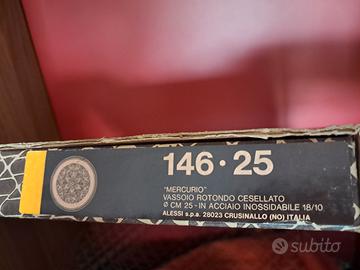 146·25
"MERCURIO"
VASSOIO ROTONDO CESELLATO
Ø CM 25 - IN ACCIAIO INOSSIDABILE 18/10
ALESSI s.p.a. 28023 CRUSINALLO (NO) ITALIA
subito